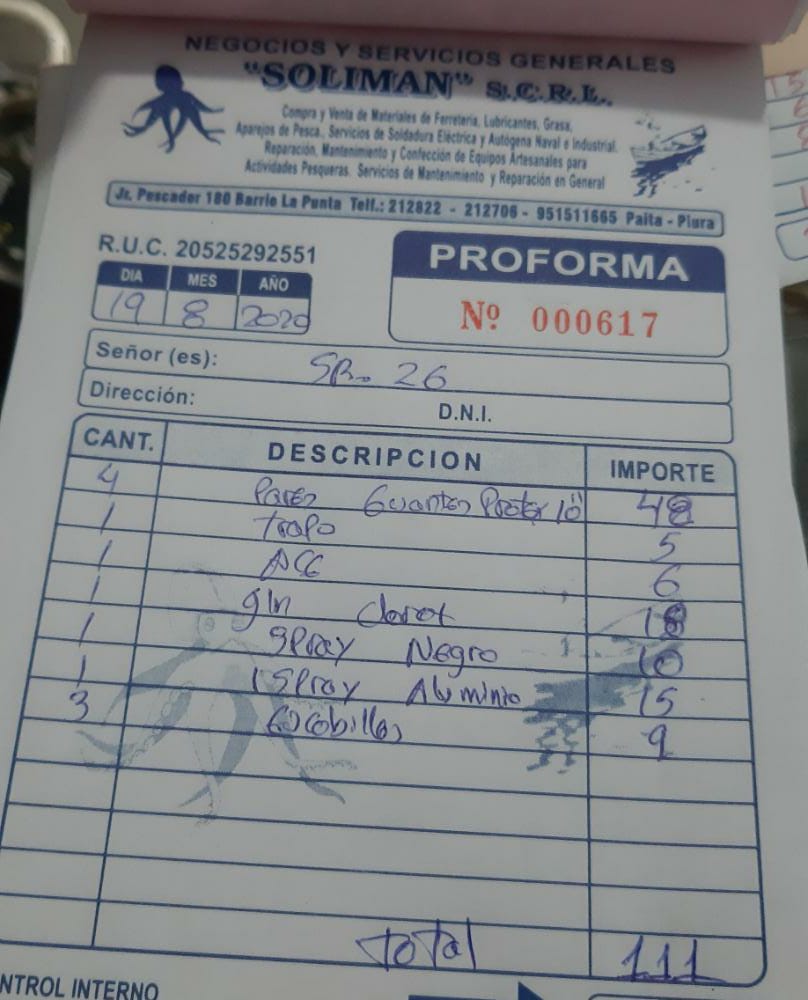 NEGOCIOS Y SERVICIOS GENERALES
"SOLIMAN" S.C.R.L.
Compra y Venta de Materiales de Ferretería, Lubricantes, Grasa,
Aparejos de Pesca, Servicios de Soldadura Eléctrica y Autógena Naval e Industrial.
Reparación, Mantenimiento y Confección de Equipos Artesanales para
Actividades Pesqueras. Servicios de Mantenimiento y Reparación en General
Jr. Pescador 180 Barrio La Punta Telf.: 212822 - 212706 - 951511665 Paita - Piura
R.U.C. 20525292551
PROFORMA
DIA MES AÑO
19 8 2020
Nº 000617
Señor (es): SR. 26
Dirección: D.N.I.
CANT. DESCRIPCION IMPORTE
4 Pares Guantes 48
1 trapo 5
1 6
1 gln 18
1 Spray Negro 10
1 1 Spray Aluminio 15
3 Escobillas 9
Total 111
NTROL INTERNO